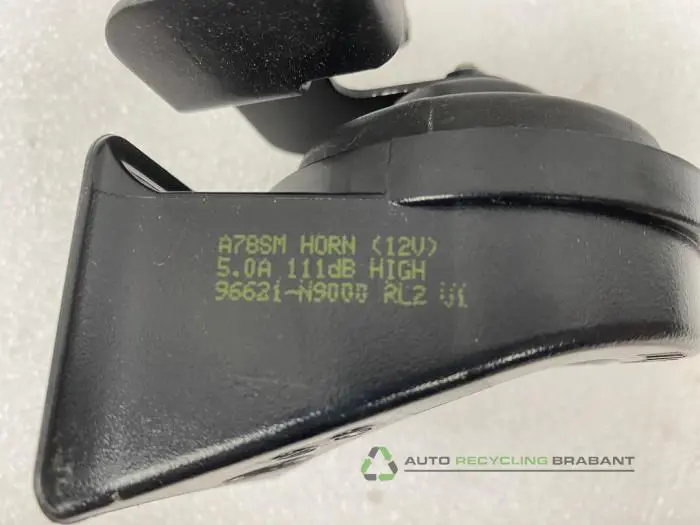 A78SM HORN (12V)
5.0A 111dB HIGH
96621-N9000 RL2 V1
AUTO RECYCLING BRABANT